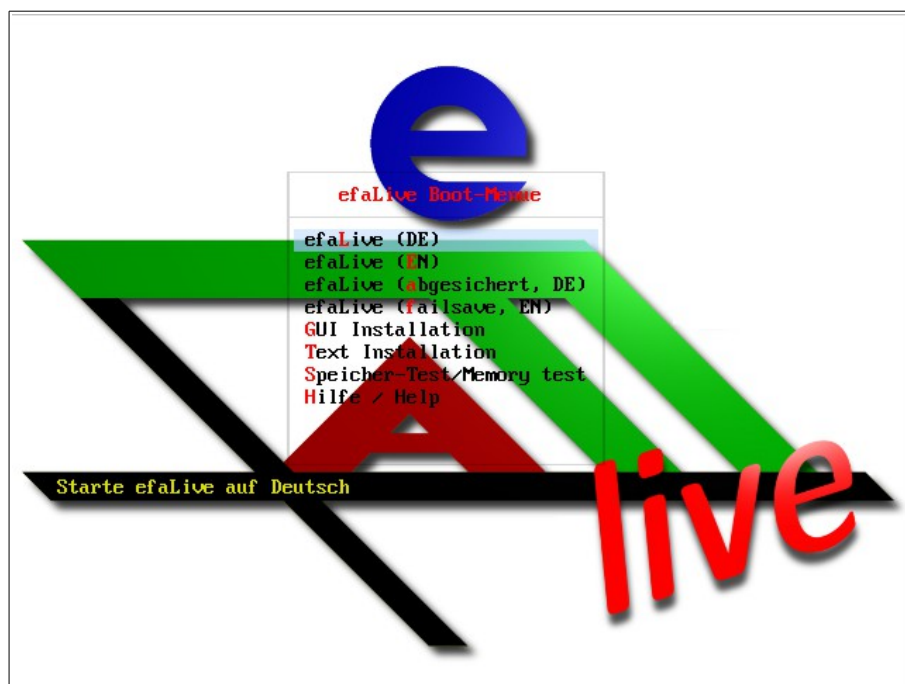 e
efaLive Boot-Menue
efaLive (DE)
efaLive (EN)
efaLive (abgesichert, DE)
efaLive (failsave, EN)
GUI Installation
Text Installation
Speicher-Test/Memory test
Hilfe / Help
A
Starte efaLive auf Deutsch
live